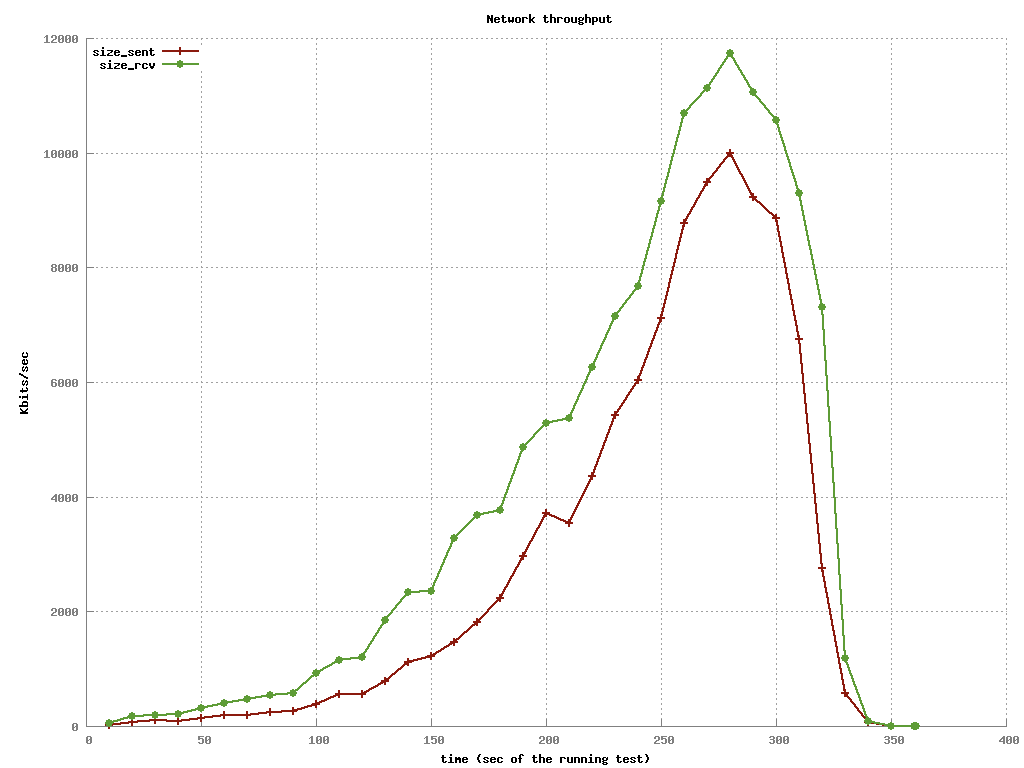 Network throughput
size_sent
size_rcv
12000
10000
8000
6000
4000
2000
0
Kbits/sec
0 50 100 150 200 250 300 350 400
time (sec of the running test)